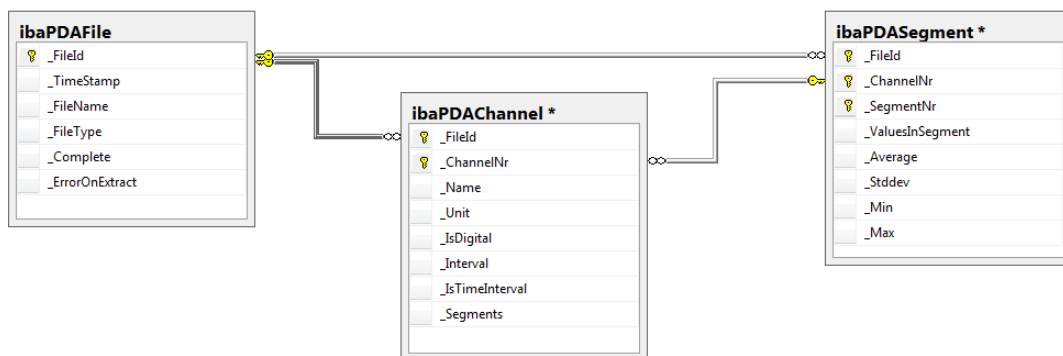 ibaPDAFile
_FileId
_TimeStamp
_FileName
_FileType
_Complete
_ErrorOnExtract
ibaPDAChannel *
_FileId
_ChannelNr
_Name
_Unit
_IsDigital
_Interval
_IsTimeInterval
_Segments
ibaPDASegment *
_FileId
_ChannelNr
_SegmentNr
_ValuesInSegment
_Average
_Stddev
_Min
_Max